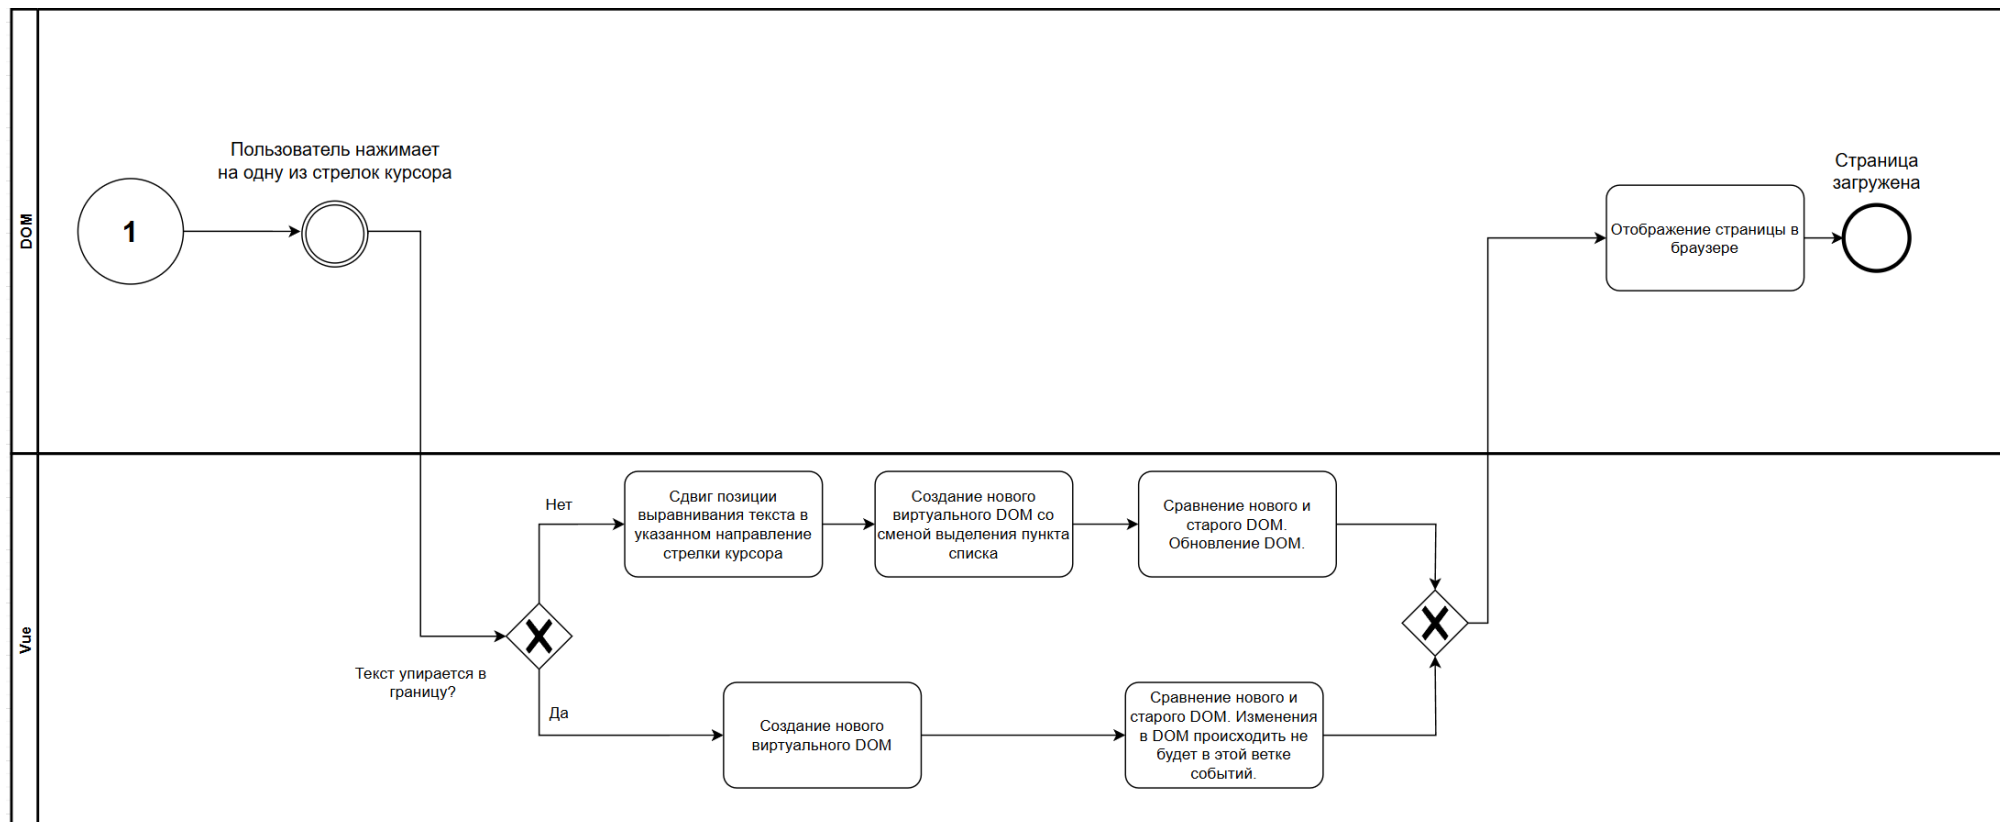 DOM
1
Пользователь нажимает
на одну из стрелок курсора
Отображение страницы в
браузере
Страница
загружена
Vue
Текст упирается в
границу?
Нет
Сдвиг позиции
выравнивания текста в
указанном направление
стрелки курсора
Создание нового
виртуального DOM со
сменой выделения пункта
списка
Сравнение нового и
старого DOM.
Обновление DOM.
Да
Создание нового
виртуального DOM
Сравнение нового и
старого DOM. Изменения
в DOM происходить не
будет в этой ветке
событий.